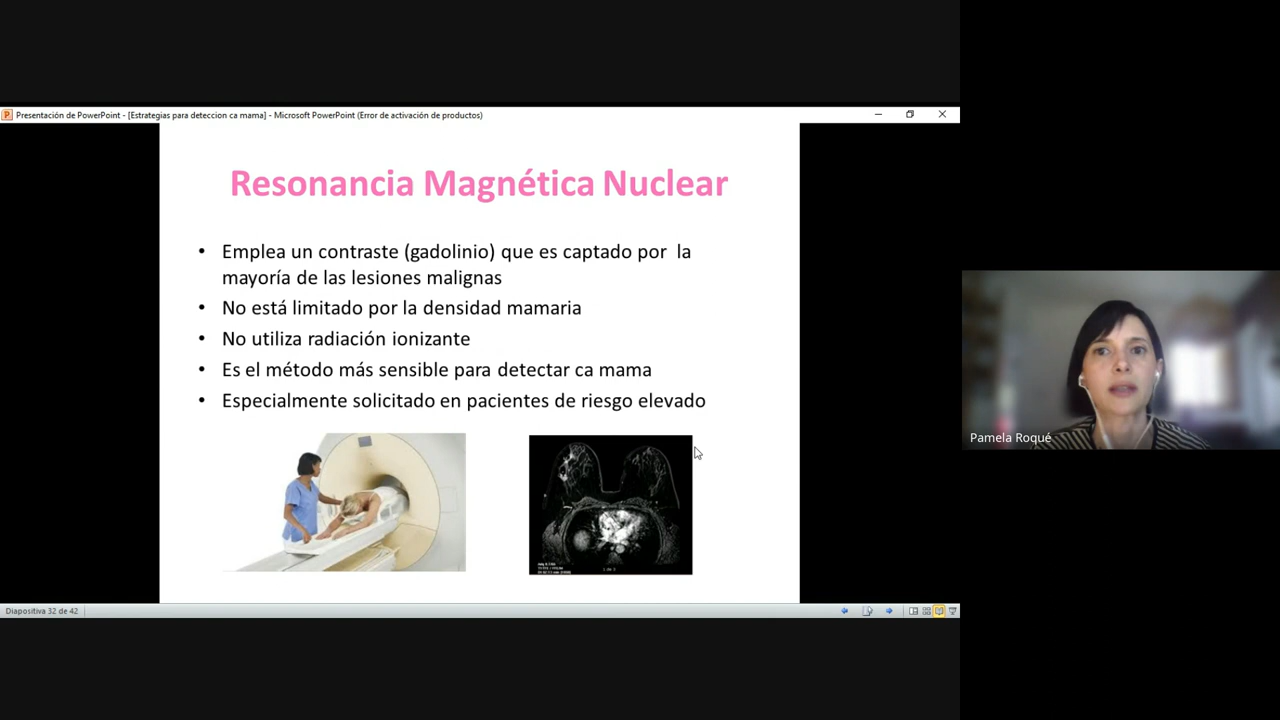 Presentación de PowerPoint - [Estrategias para deteccion ca mama] - Microsoft PowerPoint (Error de activación de productos)
Resonancia Magnética Nuclear
• Emplea un contraste (gadolinio) que es captado por la
mayoría de las lesiones malignas
• No está limitado por la densidad mamaria
• No utiliza radiación ionizante
• Es el método más sensible para detectar ca mama
• Especialmente solicitado en pacientes de riesgo elevado
Pamela Roqué
Diapositiva 32 de 42